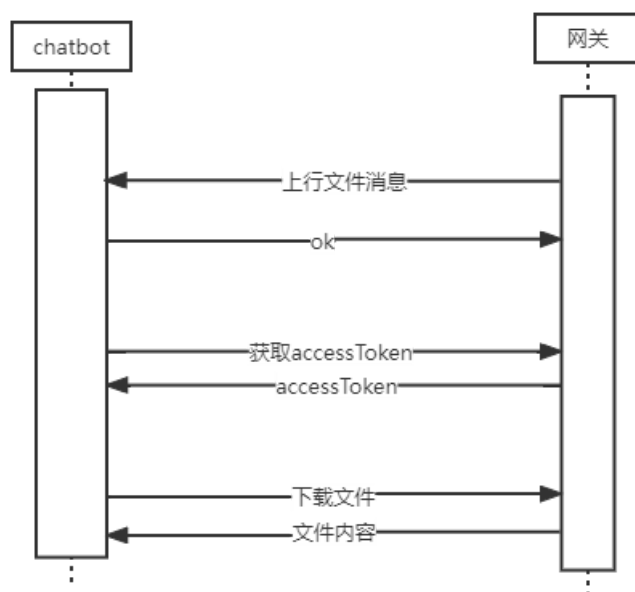 chatbot
网关
上行文件消息
ok
获取accessToken
accessToken
下载文件
文件内容